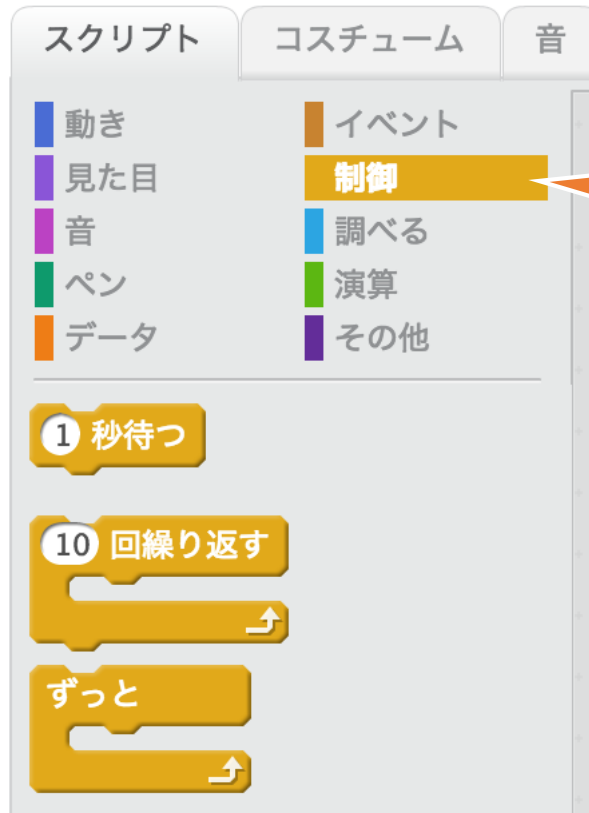 スクリプト コスチューム 音
動き イベント
見た目 制御
音 調べる
ペン 演算
データ その他
1 秒待つ
10 回繰り返す
ずっと